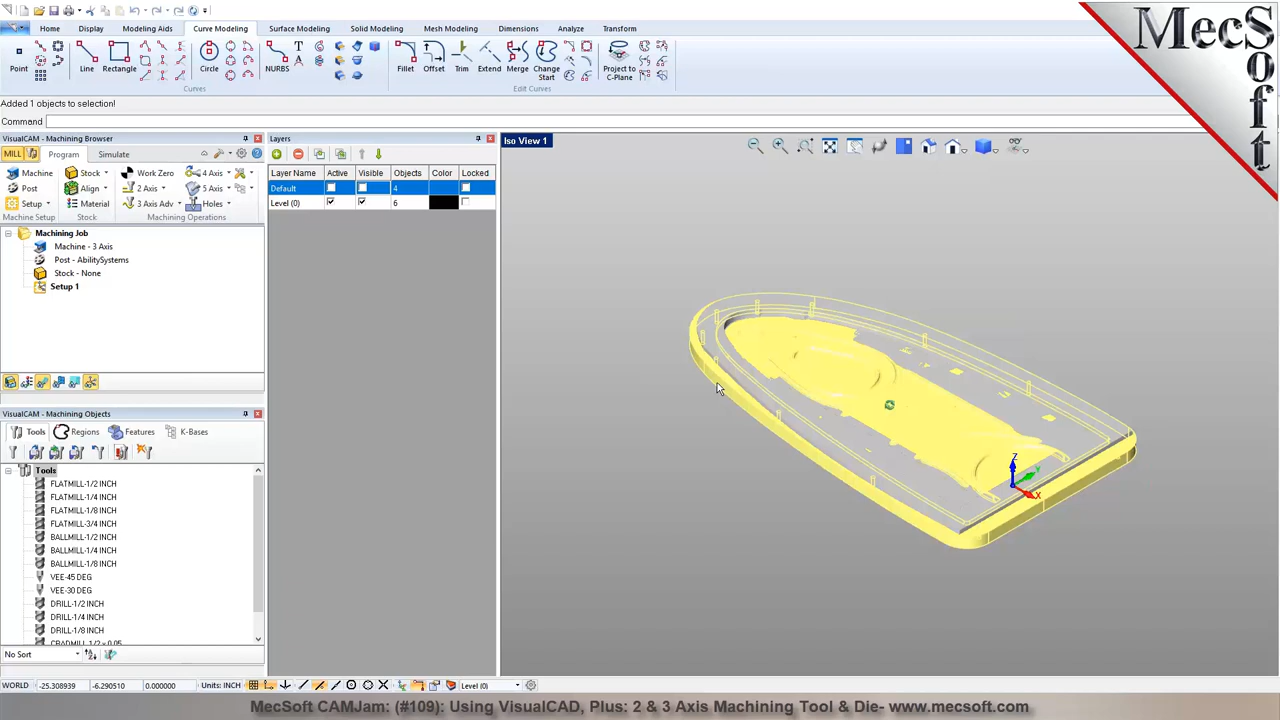 Home Display Modeling Aids Curve Modeling Surface Modeling Solid Modeling Mesh Modeling Dimensions Analyze Transform
Point Line Rectangle Circle NURBS Fillet Offset Trim Extend Merge Change Start Project to C-Plane
Curves Edit Curves
Added 1 objects to selection!
Command
VisualCAM - Machining Browser
MILL Program Simulate
Machine Stock Work Zero 4 Axis
Post Align 2 Axis 5 Axis
Setup Material 3 Axis Adv Holes
Machine Setup Stock Machining Operations
Machining Job
Machine - 3 Axis
Post - AbilitySystems
Stock - None
Setup 1
VisualCAM - Machining Objects
Tools Regions Features K-Bases
Tools
FLATMILL-1/2 INCH
FLATMILL-1/4 INCH
FLATMILL-1/8 INCH
FLATMILL-3/4 INCH
BALLMILL-1/2 INCH
BALLMILL-1/4 INCH
BALLMILL-1/8 INCH
VEE-45 DEG
VEE-30 DEG
DRILL-1/2 INCH
DRILL-1/4 INCH
DRILL-1/8 INCH
No Sort
Layers
Layer Name Active Visible Objects Color Locked
Default 4
Level (0) 6
Iso View 1
Z
Y
X
MecSoft
WORLD -25.308939 -6.290510 0.000000 Units: INCH Level (0)
MecSoft CAMJam: (#109): Using VisualCAD, Plus: 2 & 3 Axis Machining Tool & Die- www.mecsoft.com